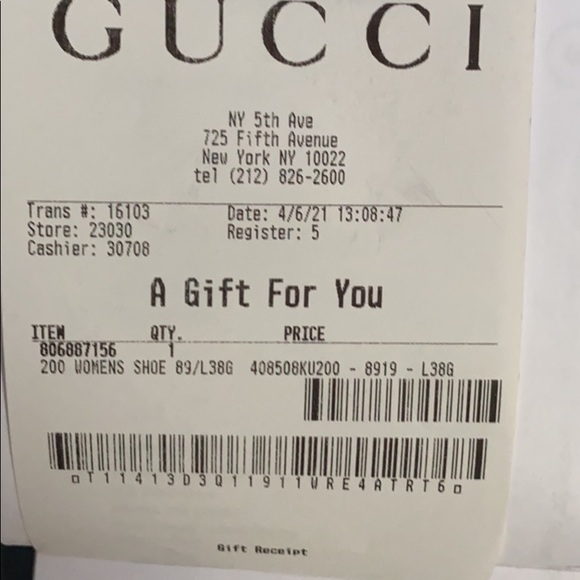 GUCCI
NY 5th Ave
725 Fifth Avenue
New York NY 10022
tel (212) 826-2600
Trans #: 16103 Date: 4/6/21 13:08:47
Store: 23030 Register: 5
Cashier: 30708
A Gift For You
ITEM QTY. PRICE
806887156 1
200 WOMENS SHOE 89/L38G 408508KU200 - 8919 - L38G
T11413D3Q11911WRE4ATRT6
Gift Receipt